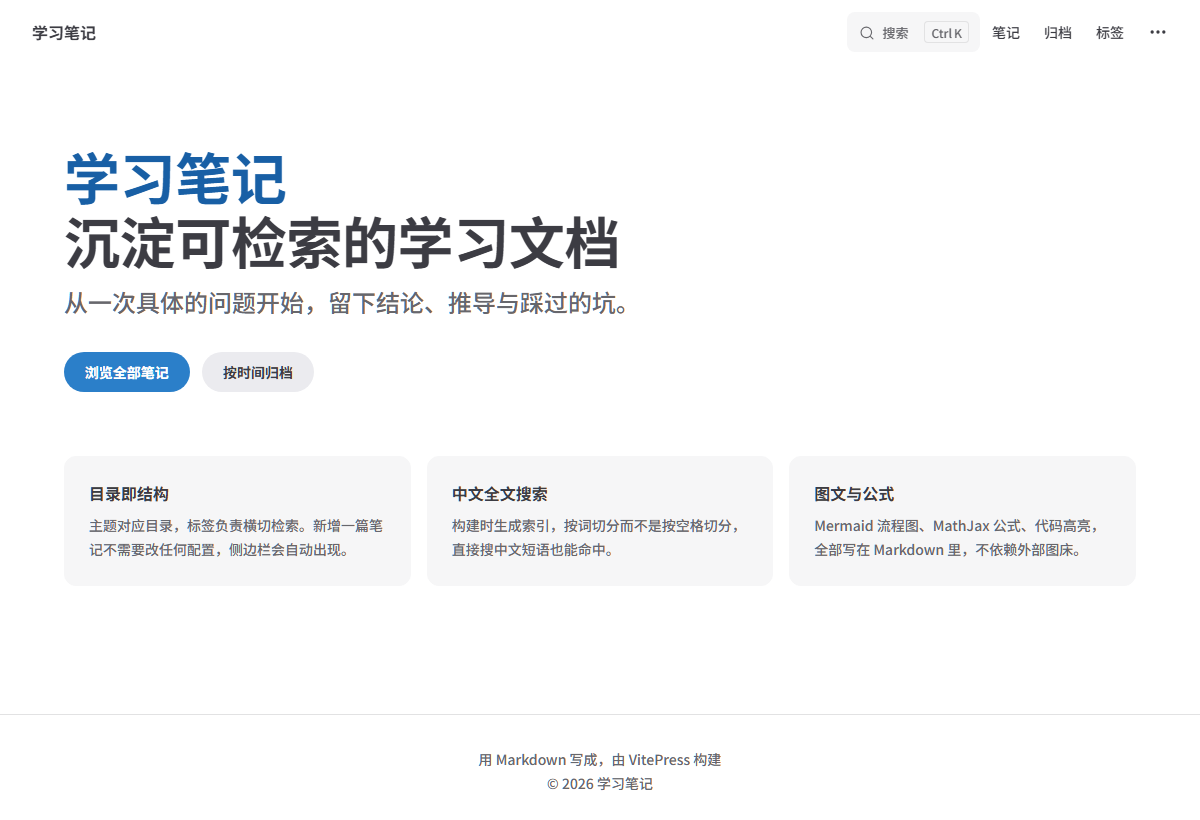 学习笔记
搜索 Ctrl K 笔记 归档 标签
学习笔记
沉淀可检索的学习文档
从一次具体的问题开始，留下结论、推导与踩过的坑。
浏览全部笔记 按时间归档
目录即结构
主题对应目录，标签负责横切检索。新增一篇笔
记不需要改任何配置，侧边栏会自动出现。
中文全文搜索
构建时生成索引，按词切分而不是按空格切分，
直接搜中文短语也能命中。
图文与公式
Mermaid 流程图、MathJax 公式、代码高亮，
全部写在 Markdown 里，不依赖外部图床。
用 Markdown 写成，由 VitePress 构建
© 2026 学习笔记